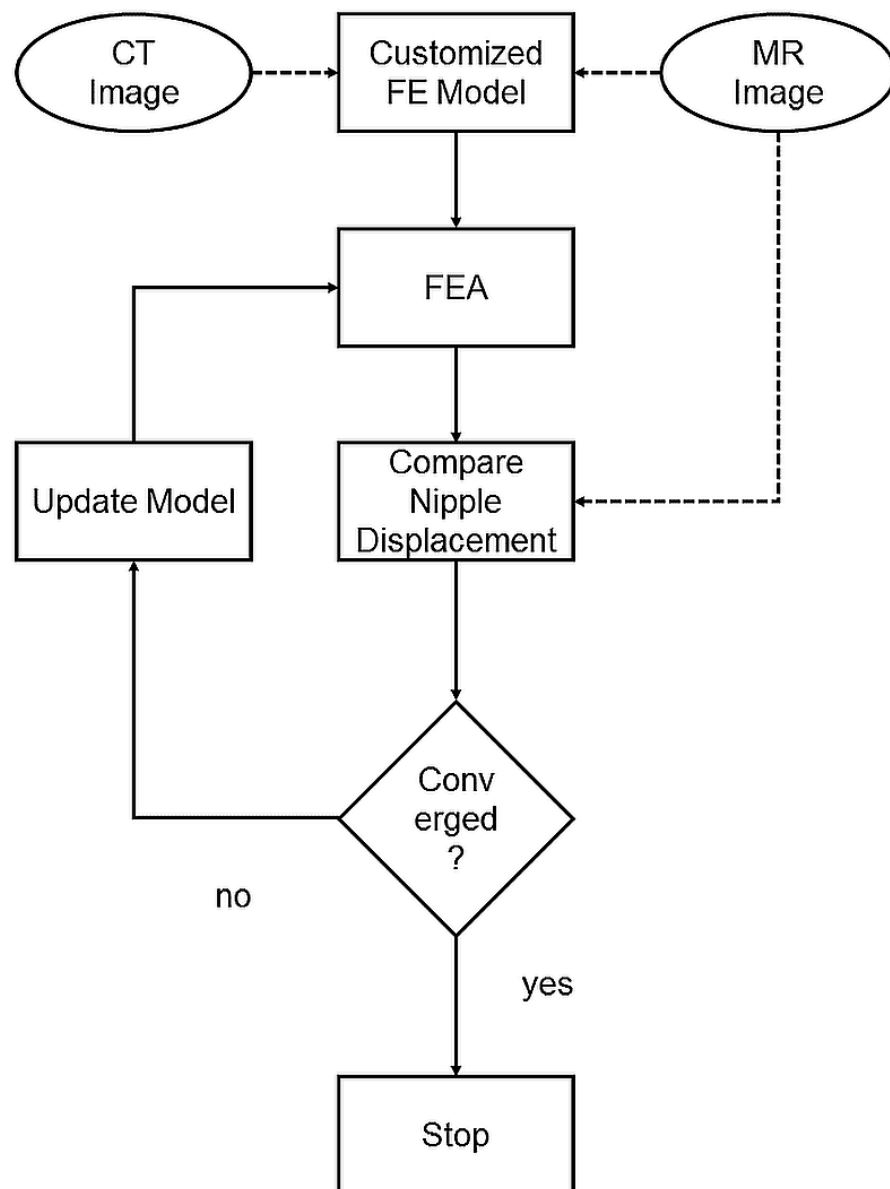 CT
Image
Customized
FE Model
MR
Image
FEA
Update Model
Compare
Nipple
Displacement
Conv
erged
?
no
yes
Stop